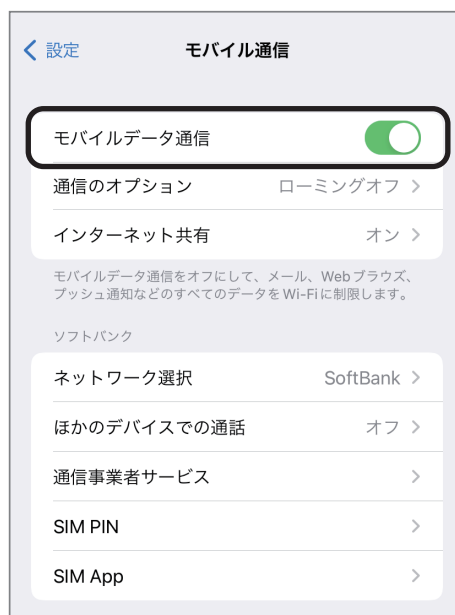 設定 モバイル通信
モバイルデータ通信
通信のオプション ローミングオフ
インターネット共有 オン
モバイルデータ通信をオフにして、メール、Webブラウズ、
プッシュ通知などのすべてのデータをWi-Fiに制限します。
ソフトバンク
ネットワーク選択 SoftBank
ほかのデバイスでの通話 オフ
通信事業者サービス
SIM PIN
SIM App